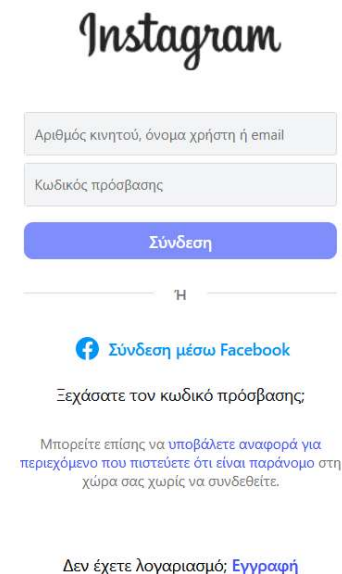 Instagram
Αριθμός κινητού, όνομα χρήστη ή email
Κωδικός πρόσβασης
Σύνδεση
Ή
Σύνδεση μέσω Facebook
Ξεχάσατε τον κωδικό πρόσβασης;
Μπορείτε επίσης να υποβάλετε αναφορά για
περιεχόμενο που πιστεύετε ότι είναι παράνομο στη
χώρα σας χωρίς να συνδεθείτε.
Δεν έχετε λογαριασμό; Εγγραφή